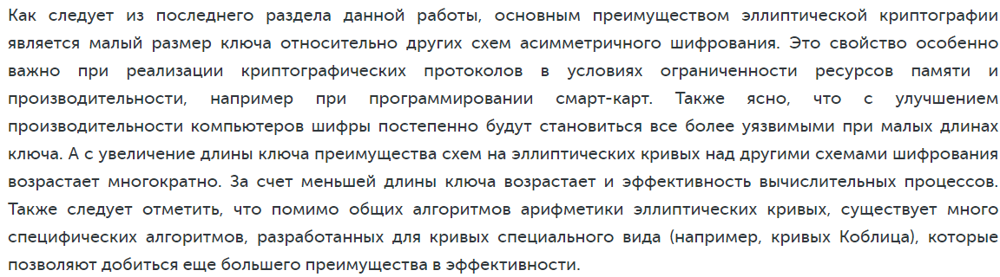 Как следует из последнего раздела данной работы, основным преимуществом эллиптической криптографии
является малый размер ключа относительно других схем асимметричного шифрования. Это свойство особенно
важно при реализации криптографических протоколов в условиях ограниченности ресурсов памяти и
производительности, например при программировании смарт-карт. Также ясно, что с улучшением
производительности компьютеров шифры постепенно будут становиться все более уязвимыми при малых длинах
ключа. А с увеличение длины ключа преимущества схем на эллиптических кривых над другими схемами шифрования
возрастает многократно. За счет меньшей длины ключа возрастает и эффективность вычислительных процессов.
Также следует отметить, что помимо общих алгоритмов арифметики эллиптических кривых, существует много
специфических алгоритмов, разработанных для кривых специального вида (например, кривых Коблица), которые
позволяют добиться еще большего преимущества в эффективности.